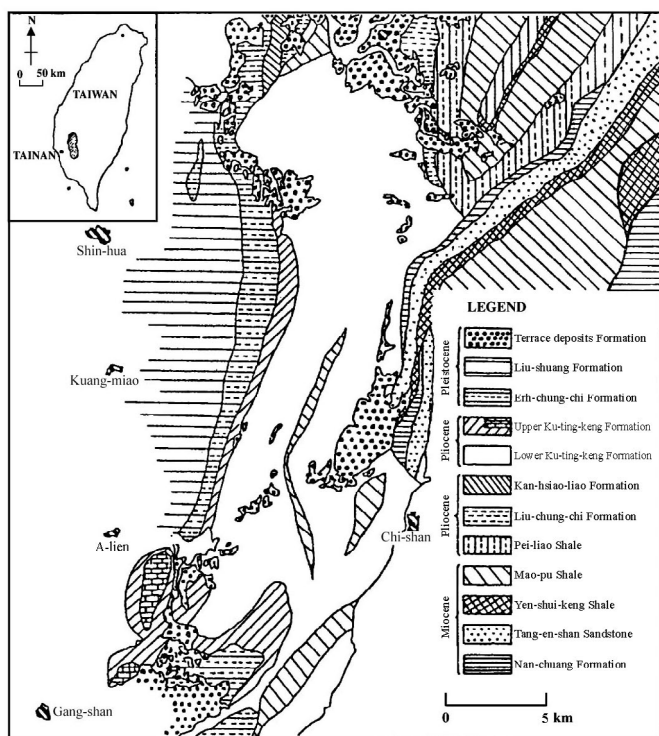 N
0 50 km
TAIWAN
TAINAN
Shin-hua
Kuang-miao
A-lien
Gang-shan
Chi-shan
LEGEND
Pleistocene
Terrace deposits Formation
Liu-shuang Formation
Erh-chung-chi Formation
Pliocene
Upper Ku-ting-keng Formation
Lower Ku-ting-keng Formation
Pliocene
Kan-hsiao-liao Formation
Liu-chung-chi Formation
Pei-liao Shale
Miocene
Mao-pu Shale
Yen-shui-keng Shale
Tang-en-shan Sandstone
Nan-chuang Formation
0 5 km